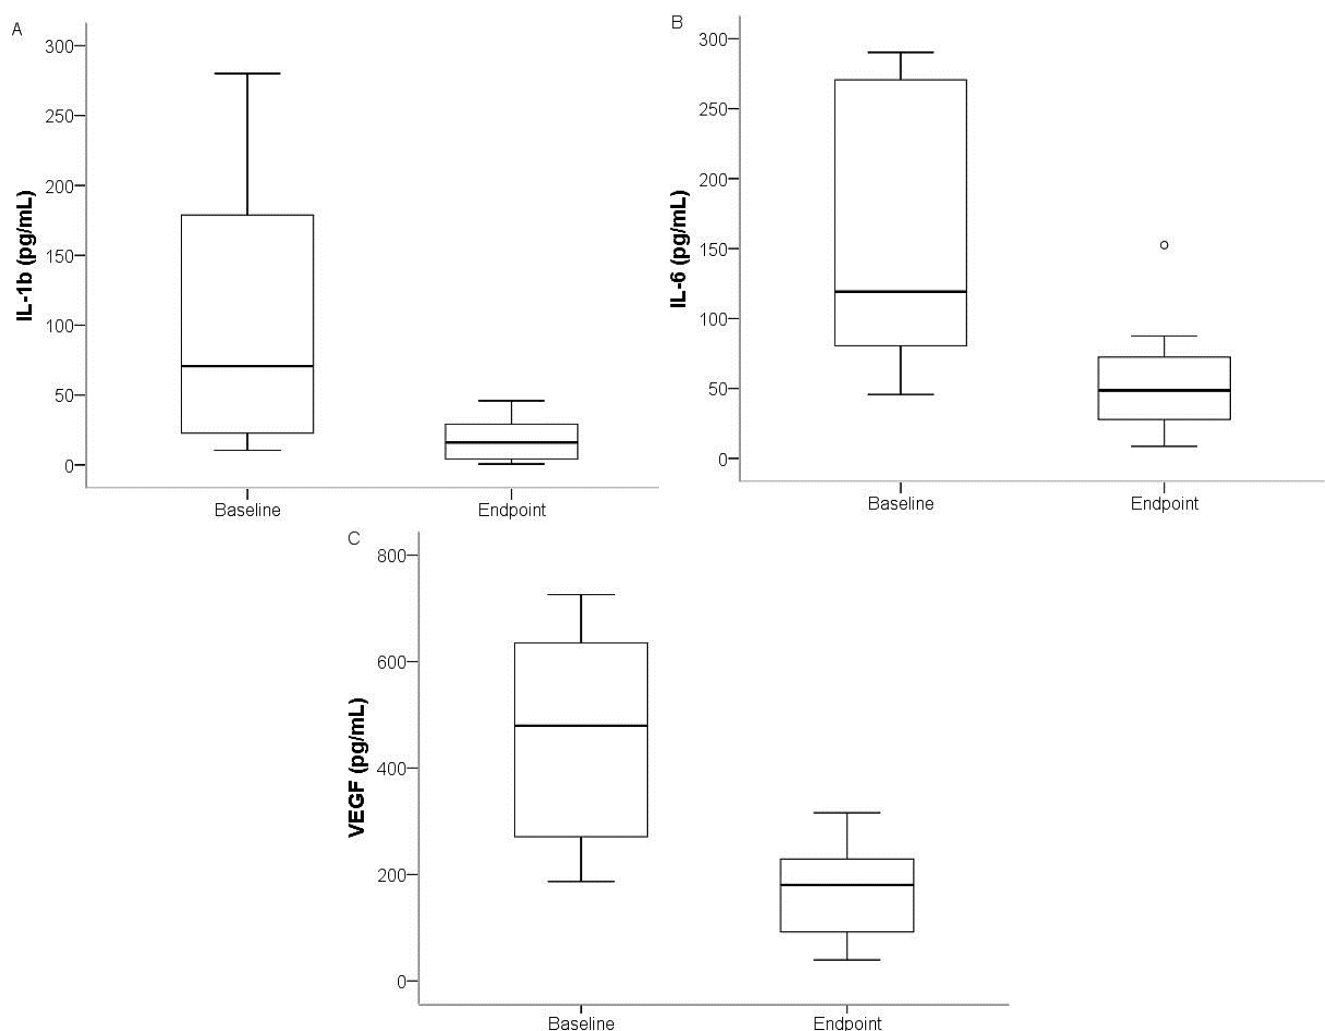 A
300
250
200
150
100
50
0
IL-1b (pg/mL)
Baseline Endpoint
B
300
250
200
150
100
50
0
IL-6 (pg/mL)
Baseline Endpoint
C
800
600
400
200
0
VEGF (pg/mL)
Baseline Endpoint